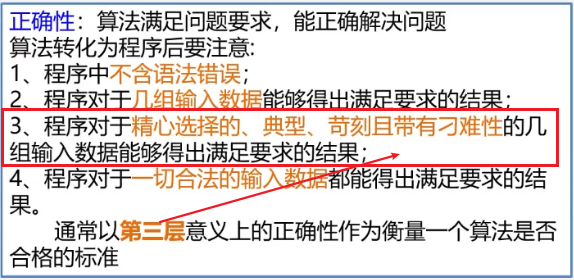 正确性：算法满足问题要求，能正确解决问题
算法转化为程序后要注意:
1、程序中不含语法错误；
2、程序对于几组输入数据能够得出满足要求的结果；
3、程序对于精心选择的、典型、苛刻且带有刁难性的几
组输入数据能够得出满足要求的结果；
4、程序对于一切合法的输入数据都能得出满足要求的结
果。
通常以第三层意义上的正确性作为衡量一个算法是否
合格的标准